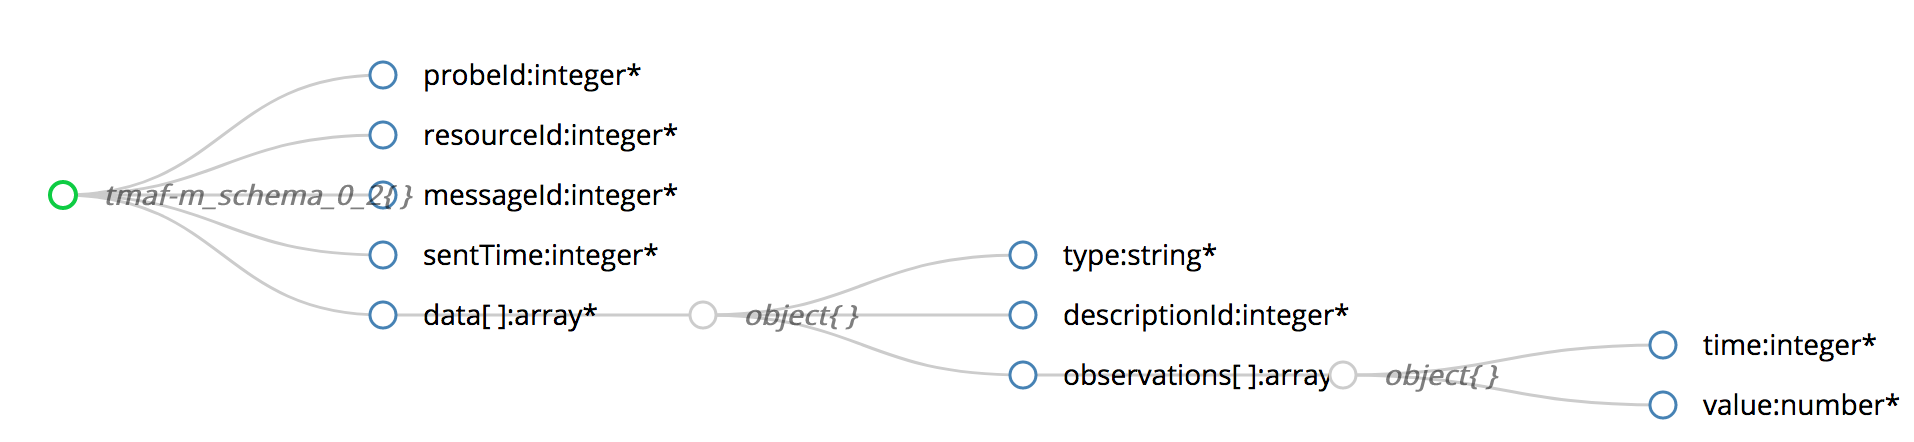 probeId:integer*
resourceId:integer*
tmaf-m_schema_0_2{ }
messageId:integer*
sentTime:integer*
type:string*
data[ ]:array*
object{ }
descriptionId:integer*
observations[ ]:array
object{ }
time:integer*
value:number*